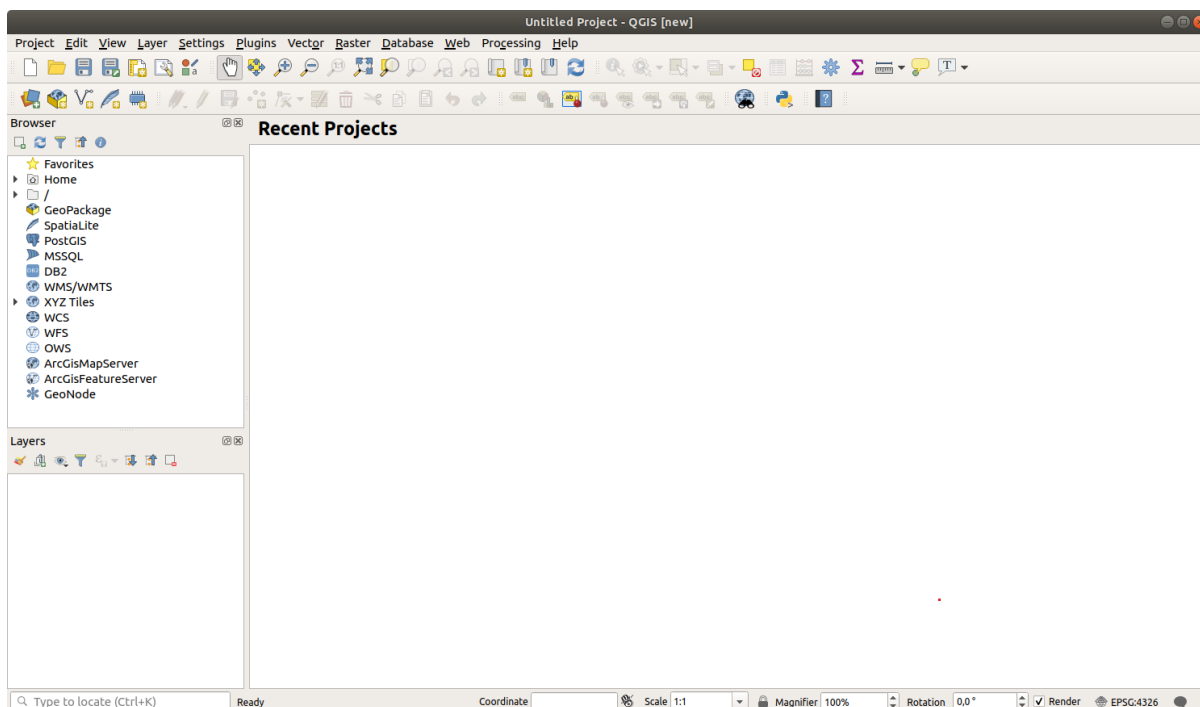 Untitled Project - QGIS [new]
Project Edit View Layer Settings Plugins Vector Raster Database Web Processing Help
Browser
Recent Projects
Favorites
Home
/
GeoPackage
SpatiaLite
PostGIS
MSSQL
DB2
WMS/WMTS
XYZ Tiles
WCS
WFS
OWS
ArcGisMapServer
ArcGisFeatureServer
GeoNode
Layers
Type to locate (Ctrl+K) Ready Coordinate Scale 1:1 Magnifier 100% Rotation 0,0 ° Render EPSG:4326